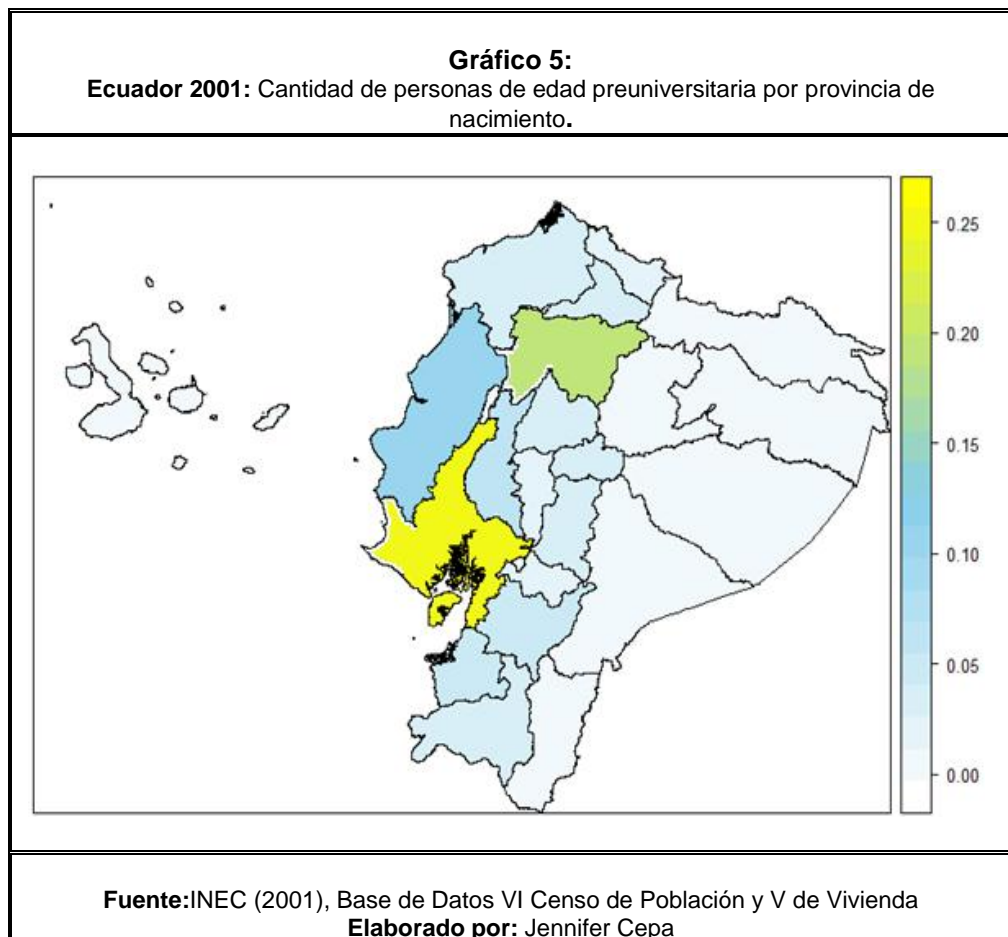 Gráfico 5:
Ecuador 2001: Cantidad de personas de edad preuniversitaria por provincia de
nacimiento.
0.25
0.20
0.15
0.10
0.05
0.00
Fuente:INEC (2001), Base de Datos VI Censo de Población y V de Vivienda
Elaborado por: Jennifer Cepa